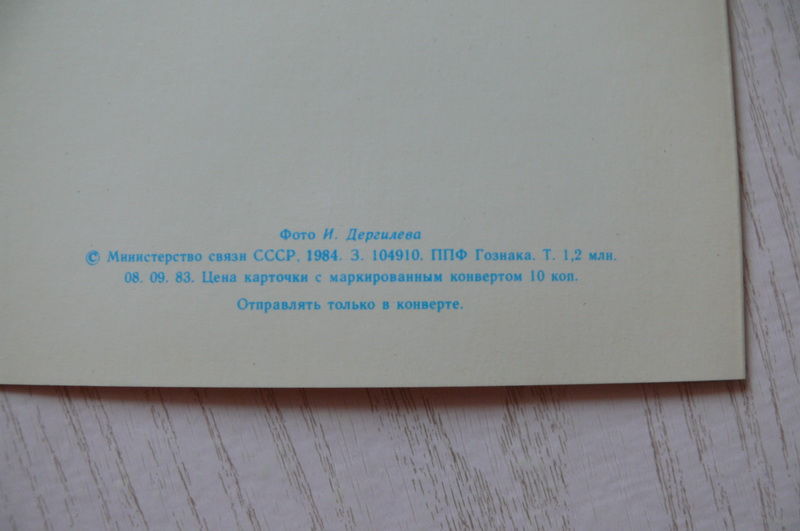 Фото И. Дергилева
© Министерство связи СССР, 1984. З. 104910. ППФ Гознака. Т. 1,2 млн.
08. 09. 83. Цена карточки с маркированным конвертом 10 коп.
Отправлять только в конверте.